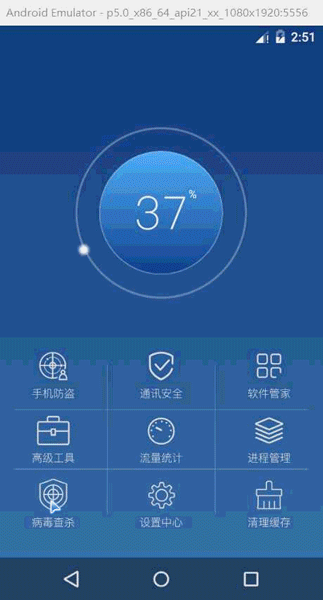 Android Emulator - p5.0_x86_64_api21_xx_1080x1920:5556
2:51
37%
手机防盗 通讯安全 软件管家
高级工具 流量统计 进程管理
病毒查杀 设置中心 清理缓存